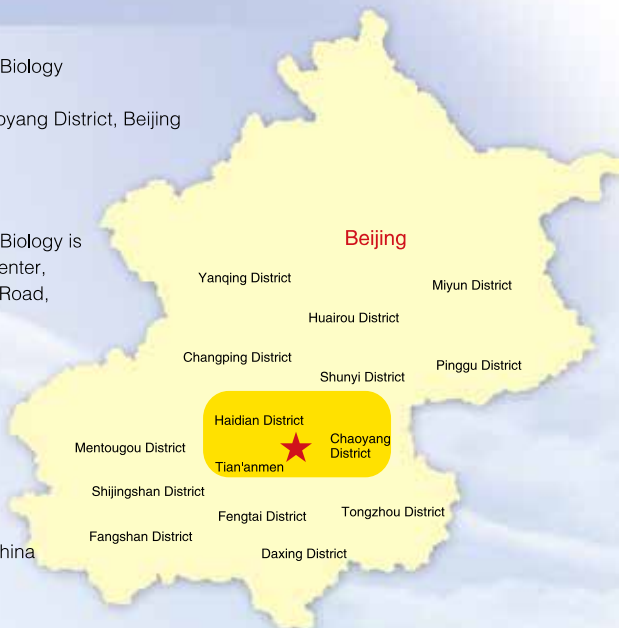 Biology
oyang District, Beijing
Biology is
enter,
Road,
hina
Beijing
Yanqing District
Miyun District
Huairou District
Changping District
Shunyi District
Pinggu District
Haidian District
Chaoyang
District
Mentougou District
Tian'anmen
Shijingshan District
Fengtai District
Tongzhou District
Fangshan District
Daxing District